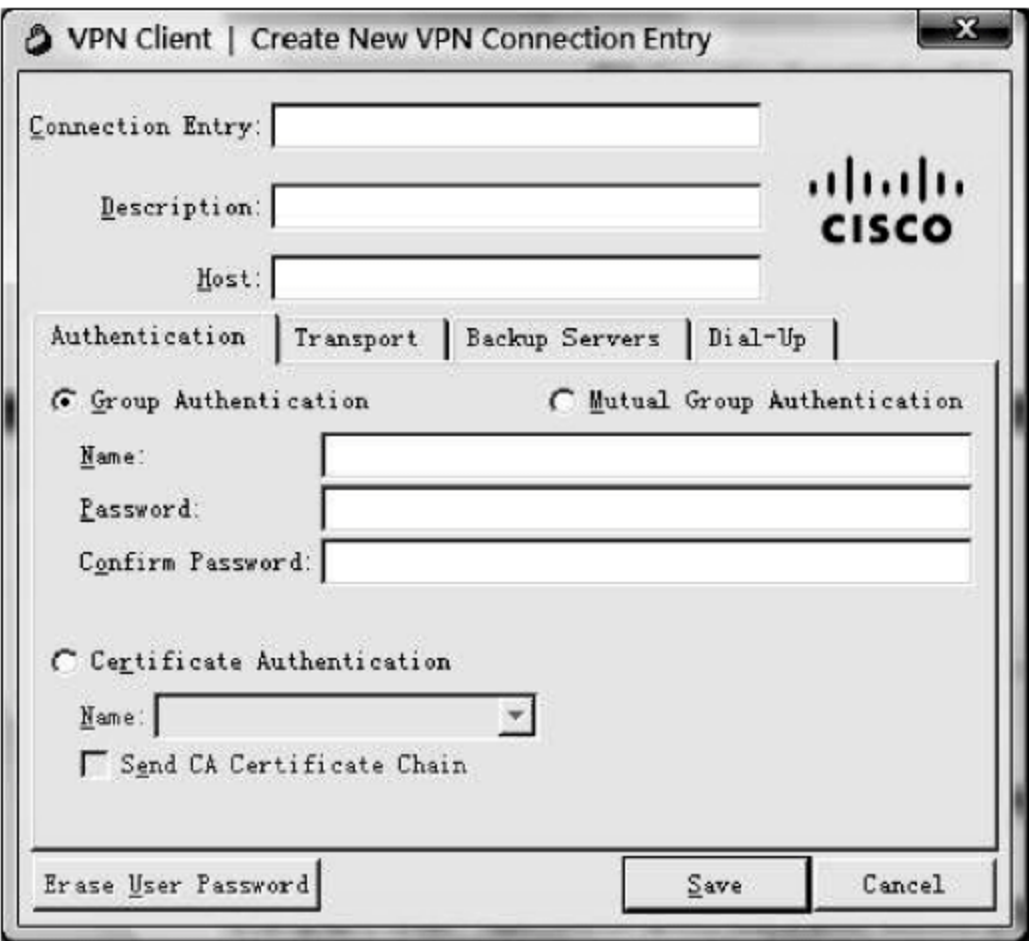 VPN Client | Create New VPN Connection Entry
X
Connection Entry:
Description:
CISCO
Host:
Authentication Transport Backup Servers Dial-Up
Group Authentication Mutual Group Authentication
Name:
Password:
Confirm Password:
Certificate Authentication
Name:
Send CA Certificate Chain
Erase User Password Save Cancel